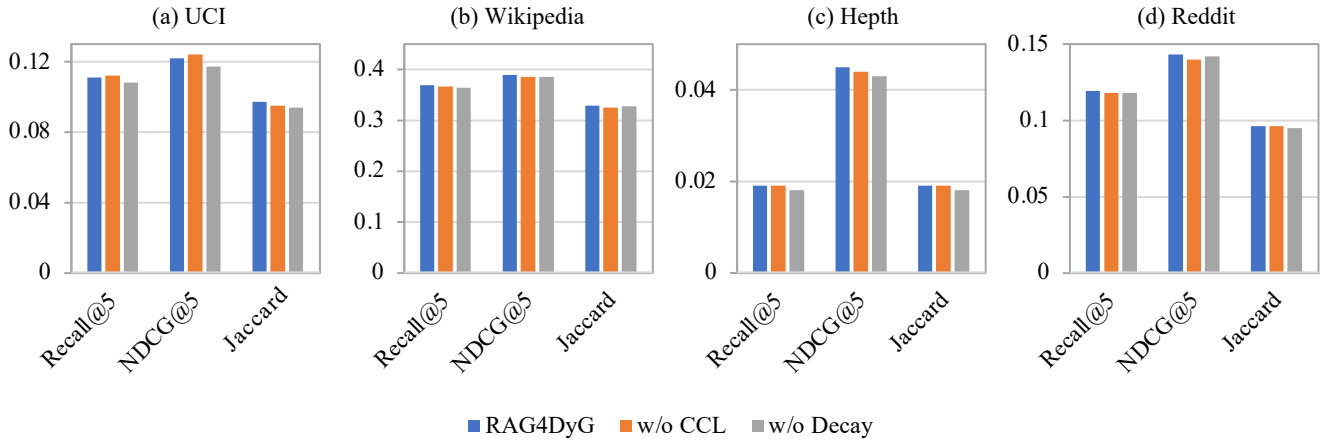 (a) UCI
(b) Wikipedia
(c) Hepth
(d) Reddit
0.12
0.08
0.04
0
Recall@5
NDCG@5
Jaccard
0.4
0.3
0.2
0.1
0
Recall@5
NDCG@5
Jaccard
0.04
0.02
0
Recall@5
NDCG@5
Jaccard
0.15
0.1
0.05
0
Recall@5
NDCG@5
Jaccard
RAG4DyG w/o CCL w/o Decay